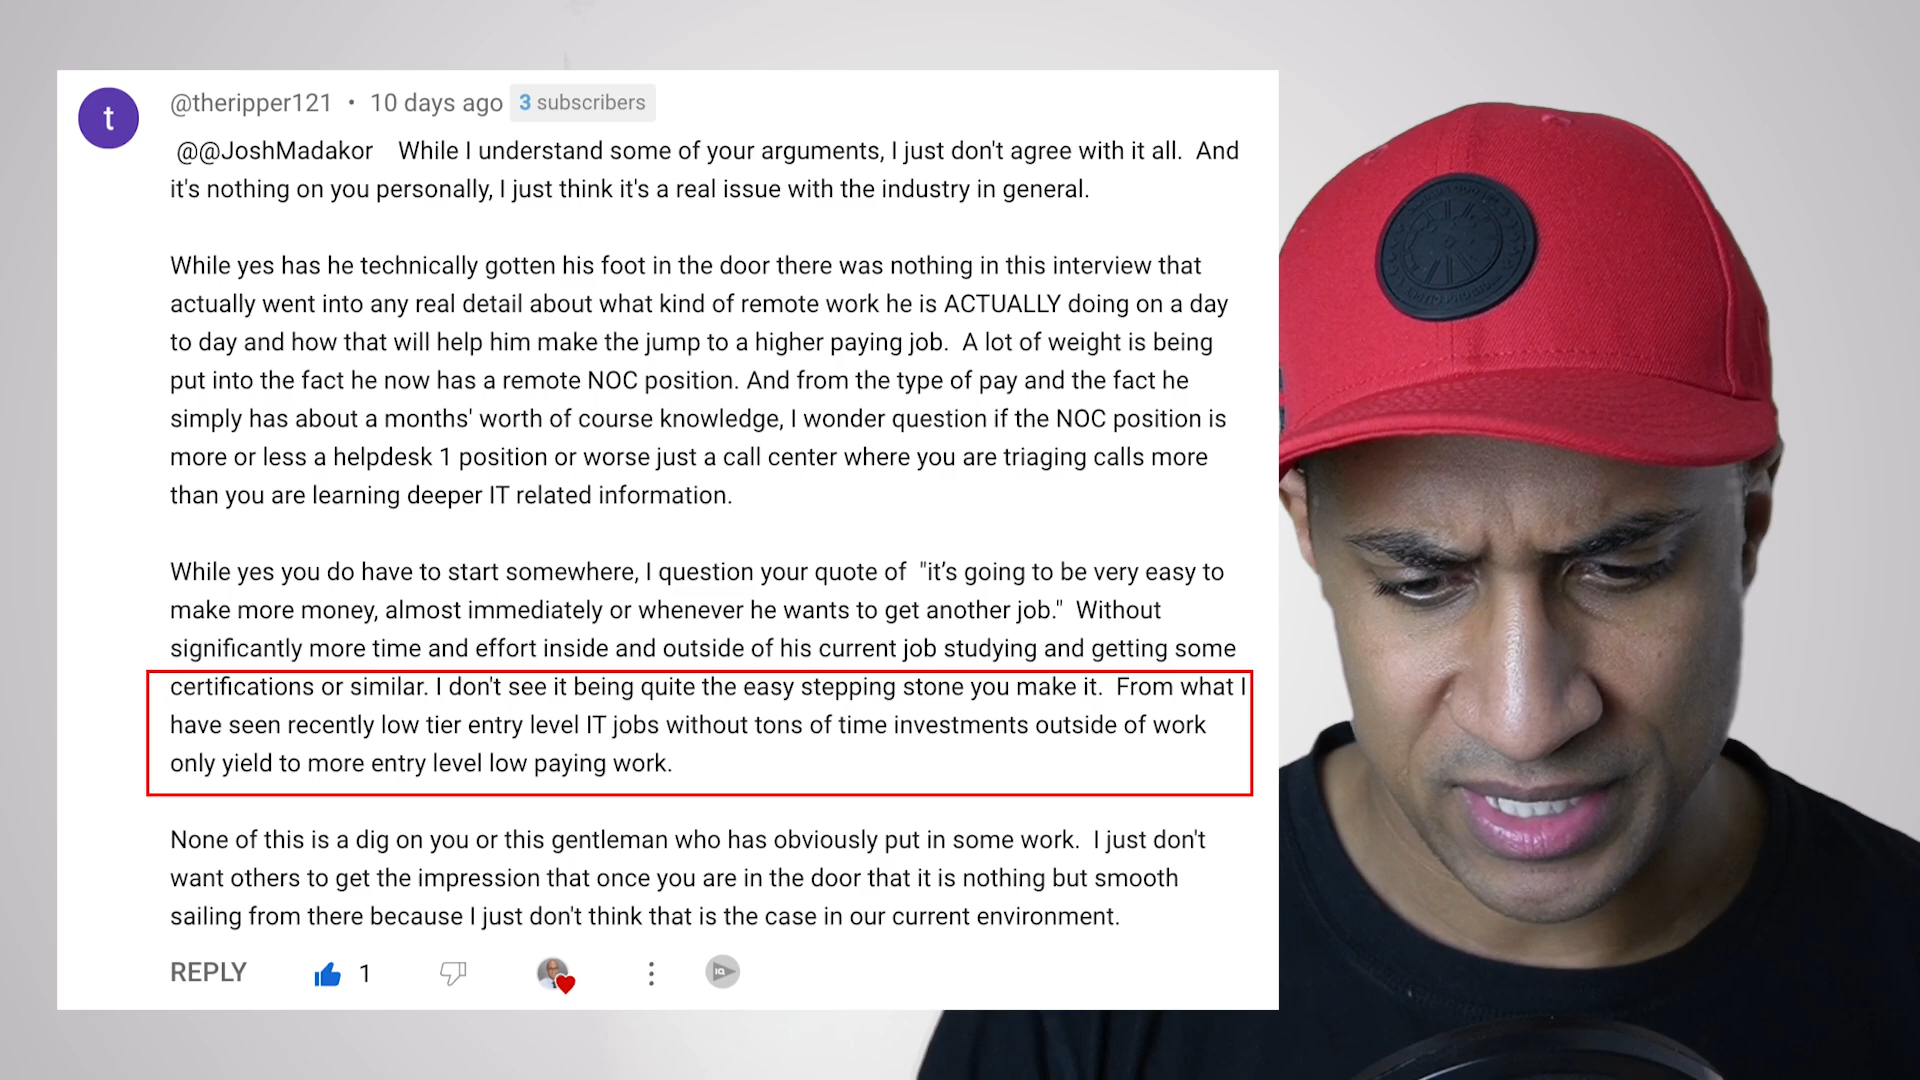 t
@theripper121 • 10 days ago 3 subscribers
@@JoshMadakor While I understand some of your arguments, I just don't agree with it all. And
it's nothing on you personally, I just think it's a real issue with the industry in general.
While yes has he technically gotten his foot in the door there was nothing in this interview that
actually went into any real detail about what kind of remote work he is ACTUALLY doing on a day
to day and how that will help him make the jump to a higher paying job. A lot of weight is being
put into the fact he now has a remote NOC position. And from the type of pay and the fact he
simply has about a months' worth of course knowledge, I wonder question if the NOC position is
more or less a helpdesk 1 position or worse just a call center where you are triaging calls more
than you are learning deeper IT related information.
While yes you do have to start somewhere, I question your quote of "it’s going to be very easy to
make more money, almost immediately or whenever he wants to get another job." Without
significantly more time and effort inside and outside of his current job studying and getting some
certifications or similar. I don't see it being quite the easy stepping stone you make it. From what I
have seen recently low tier entry level IT jobs without tons of time investments outside of work
only yield to more entry level low paying work.
None of this is a dig on you or this gentleman who has obviously put in some work. I just don't
want others to get the impression that once you are in the door that it is nothing but smooth
sailing from there because I just don't think that is the case in our current environment.
REPLY 1